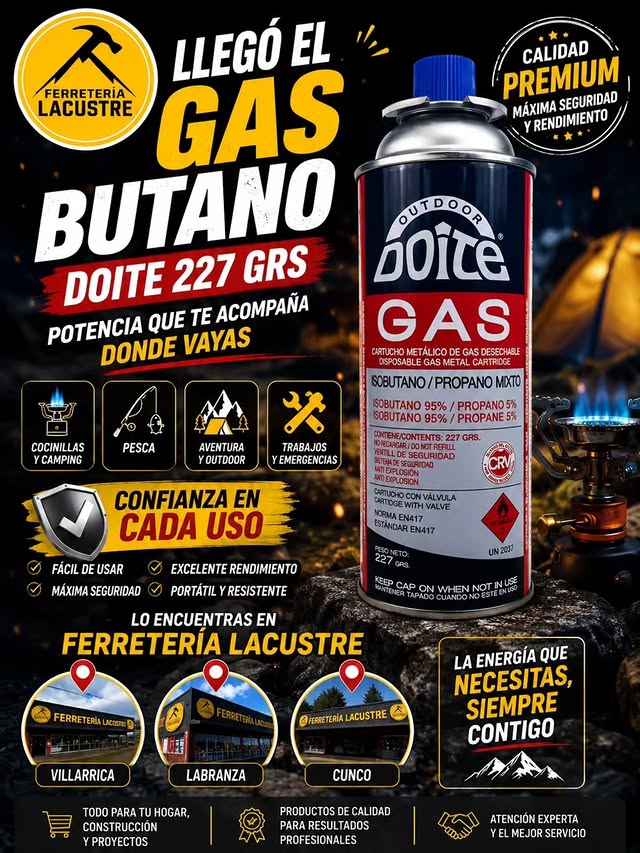 FERRETERÍA
LACUSTRE
LLEGÓ EL
GAS
BUTANO
DOITE 227 GRS
POTENCIA QUE TE ACOMPAÑA
DONDE VAYAS
CALIDAD
PREMIUM
MÁXIMA SEGURIDAD
Y RENDIMIENTO
COCINILLAS
Y CAMPING
PESCA
AVENTURA
Y OUTDOOR
TRABAJOS
Y EMERGENCIAS
CONFIANZA EN
CADA USO
FÁCIL DE USAR
EXCELENTE RENDIMIENTO
MÁXIMA SEGURIDAD
PORTÁTIL Y RESISTENTE
OUTDOOR
DOITE
GAS
CARTUCHO METÁLICO DE GAS DESECHABLE
DISPOSABLE GAS METAL CARTRIDGE
ISOBUTANO / PROPANO MIXTO
ISOBUTANO 95% / PROPANO 5%
ISOBUTANO 95% / PROPANE 5%
CONTIENE/CONTENTS: 227 GRS.
NO RECARGAR / DO NOT REFILL
VENTILL DE SEGURIDAD
SISTEMA DE SEGURIDAD
ANTI EXPLOSIÓN
ANTI EXPLOSION
CRV
CARTUCHO CON VÁLVULA
CARTIDGE WITH VALVE
NORMA EN417
ESTÁNDAR EN417
UN 2037
PESO NETO:
227 GRS.
KEEP CAP ON WHEN NOT IN USE
MANTENER TAPADO CUANDO NO ESTÉ EN USO
LO ENCUENTRAS EN
FERRETERÍA LACUSTRE
FERRETERÍA LACUSTRE
VILLARRICA
FERRETERÍA LACUSTRE
LABRANZA
FERRETERÍA LACUSTRE
CUNCO
LA ENERGÍA QUE
NECESITAS,
SIEMPRE
CONTIGO
TODO PARA TU HOGAR,
CONSTRUCCIÓN
Y PROYECTOS
PRODUCTOS DE CALIDAD
PARA RESULTADOS
PROFESIONALES
ATENCIÓN EXPERTA
Y EL MEJOR SERVICIO